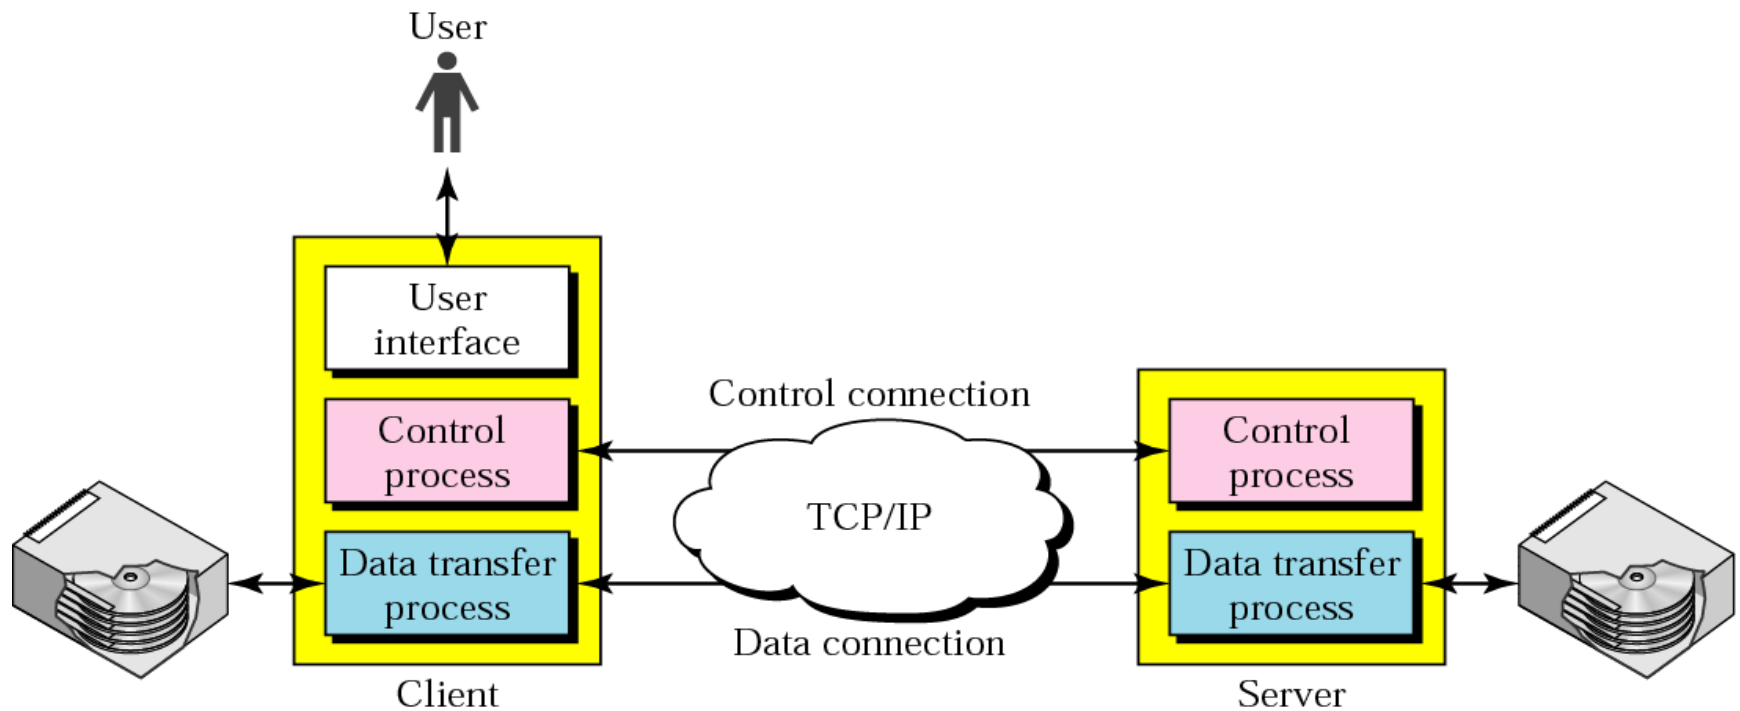 User
User
interface
Control
process
Data transfer
process
Client
Control connection
TCP/IP
Data connection
Control
process
Data transfer
process
Server